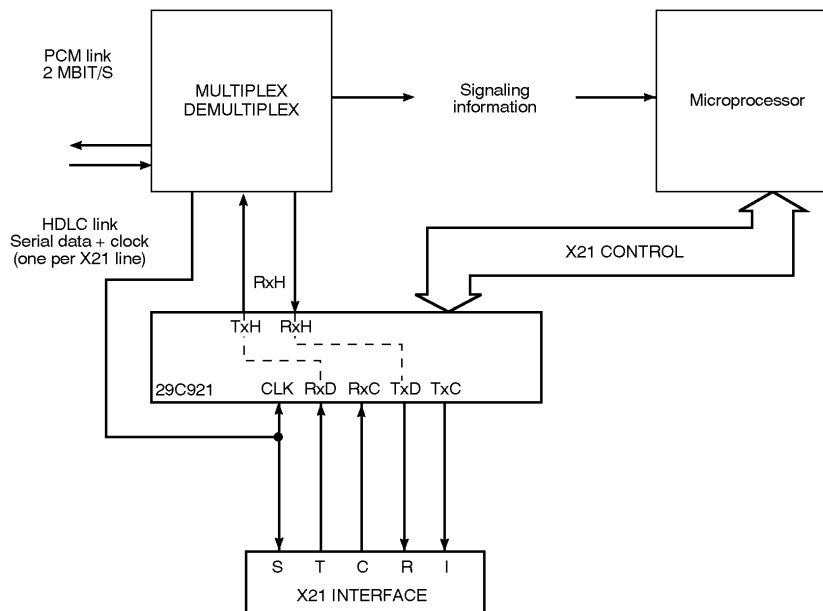 PCM link
2 MBIT/S
MULTIPLEX
DEMULTIPLEX
Signaling
information
Microprocessor
HDLC link
Serial data + clock
(one per X21 line)
RxH
X21 CONTROL
TxH RxH
29C921 CLK RxD RxC TxD TxC
S T C R I
X21 INTERFACE